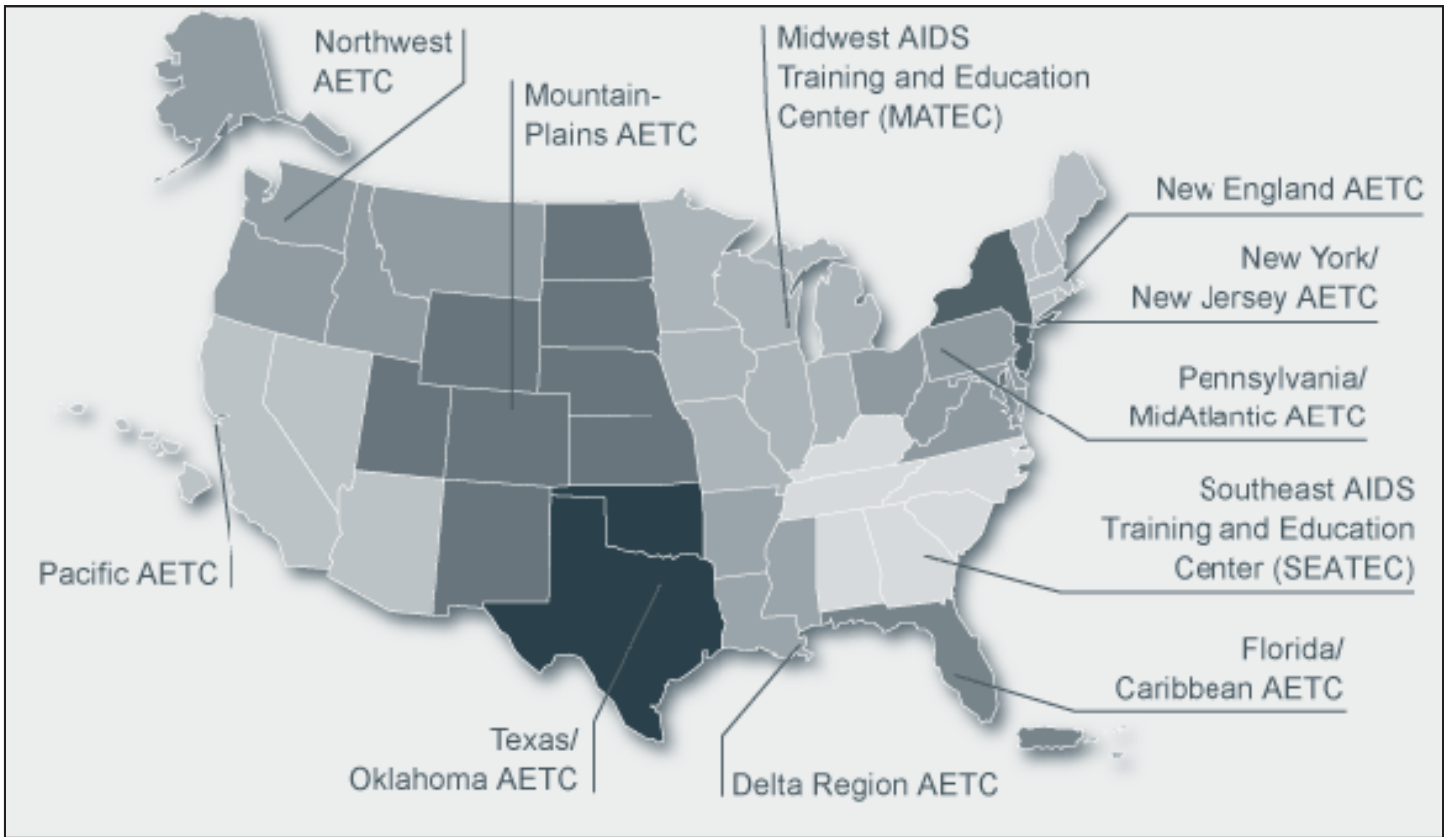 Northwest
AETC
Mountain-
Plains AETC
Midwest AIDS
Training and Education
Center (MATEC)
New England AETC
New York/
New Jersey AETC
Pennsylvania/
MidAtlantic AETC
Southeast AIDS
Training and Education
Center (SEATEC)
Florida/
Caribbean AETC
Pacific AETC
Texas/
Oklahoma AETC
Delta Region AETC